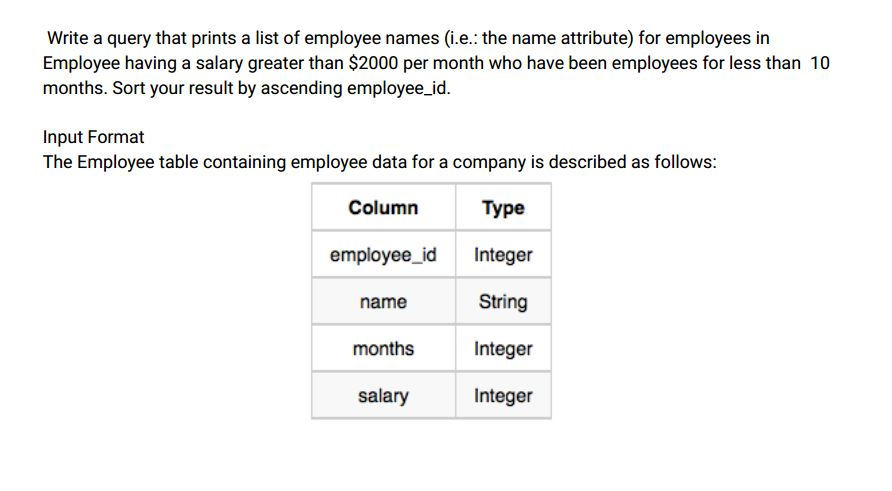 Write a query that prints a list of employee names (i.e.: the name attribute) for employees in
Employee having a salary greater than $2000 per month who have been employees for less than 10
months. Sort your result by ascending employee_id.
Input Format
The Employee table containing employee data for a company is described as follows:
Column Type
employee_id Integer
name String
months Integer
salary Integer